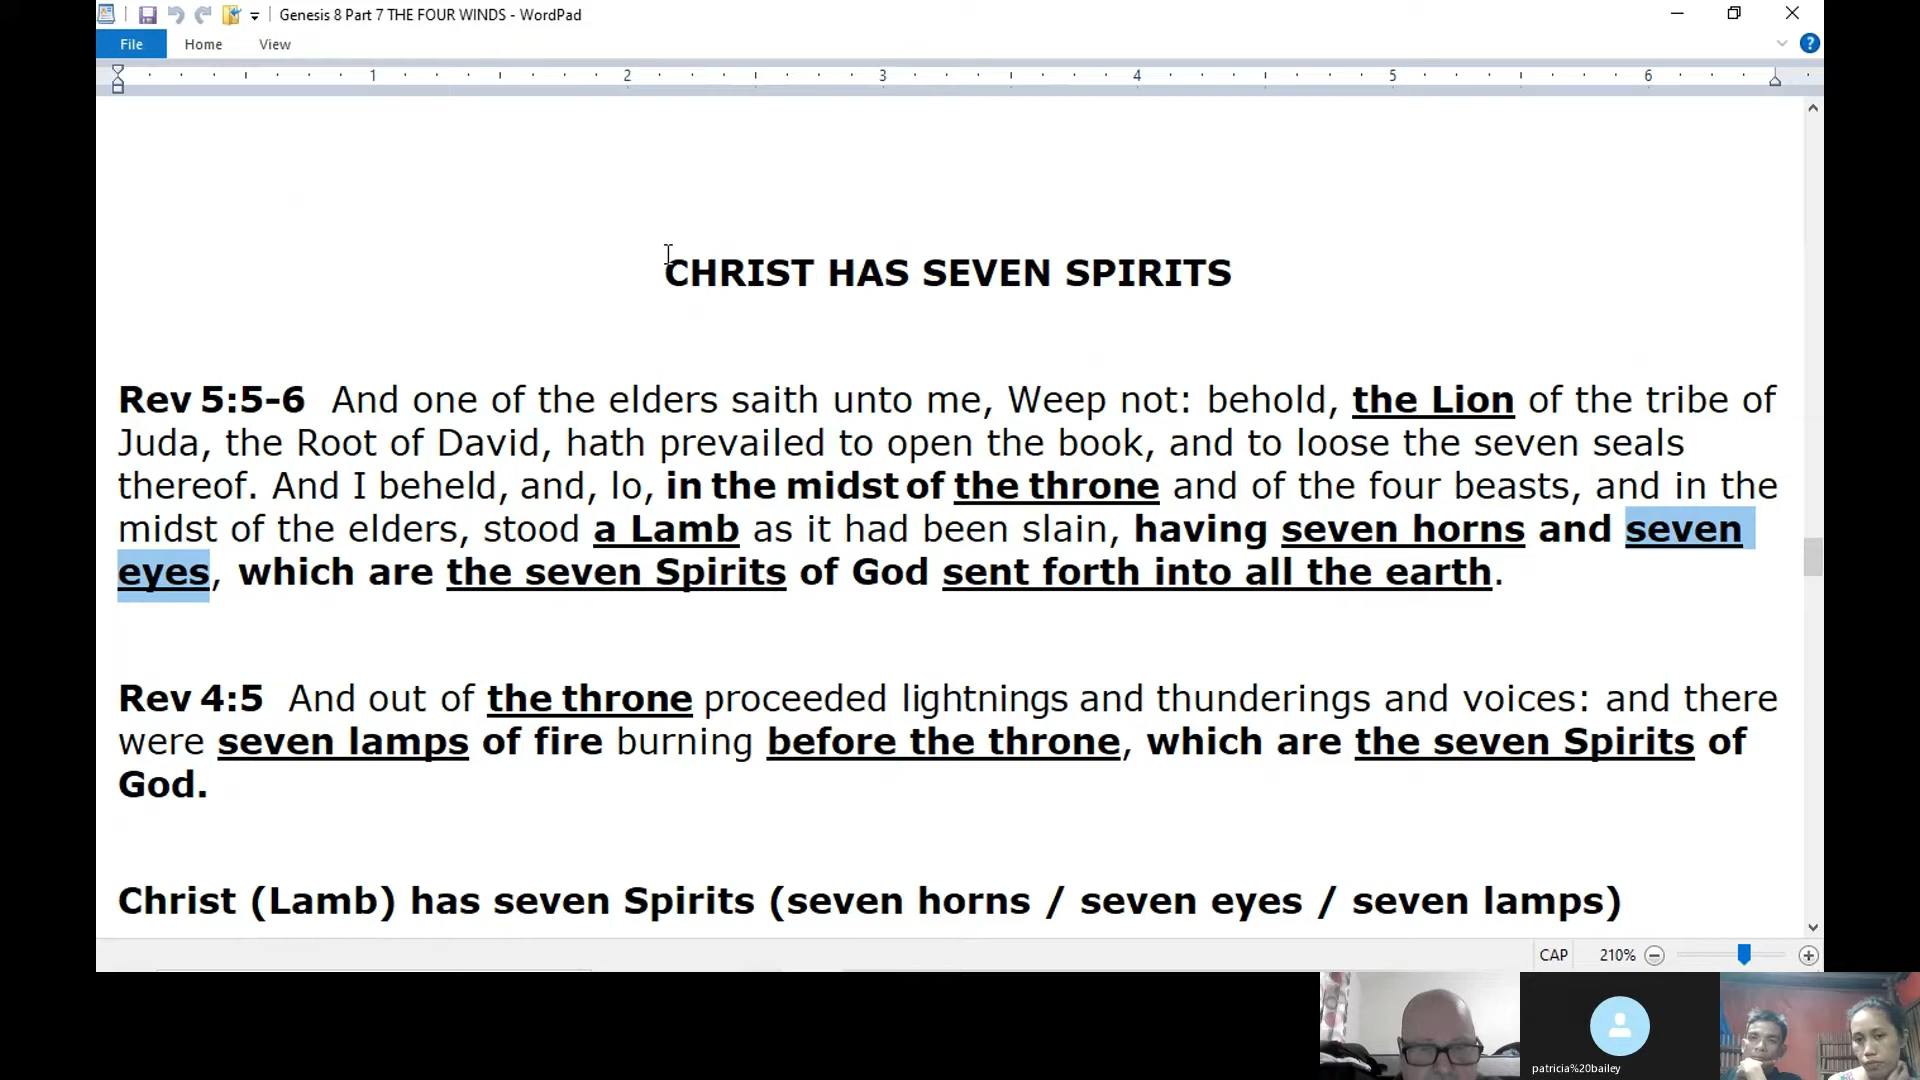 Genesis 8 Part 7 THE FOUR WINDS - WordPad
File Home View
1 2 3 4 5 6
CHRIST HAS SEVEN SPIRITS
Rev 5:5-6 And one of the elders saith unto me, Weep not: behold, the Lion of the tribe of
Juda, the Root of David, hath prevailed to open the book, and to loose the seven seals
thereof. And I beheld, and, lo, in the midst of the throne and of the four beasts, and in the
midst of the elders, stood a Lamb as it had been slain, having seven horns and seven
eyes, which are the seven Spirits of God sent forth into all the earth.
Rev 4:5 And out of the throne proceeded lightnings and thunderings and voices: and there
were seven lamps of fire burning before the throne, which are the seven Spirits of
God.
Christ (Lamb) has seven Spirits (seven horns / seven eyes / seven lamps)
CAP 210%
patricia%20bailey